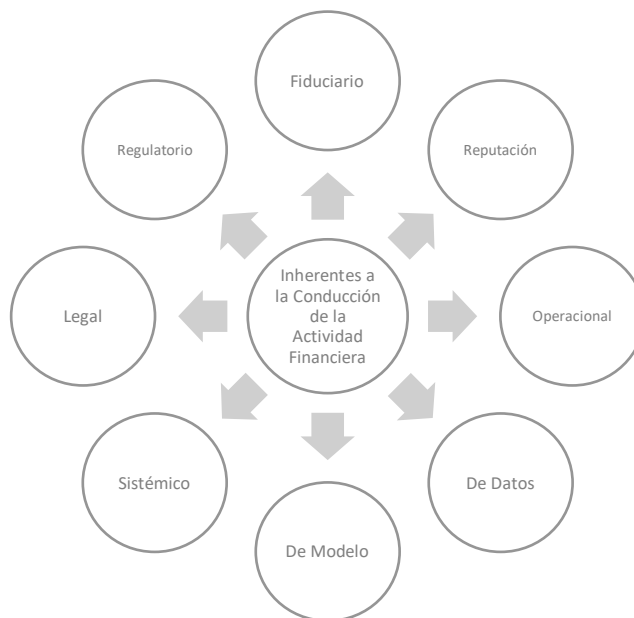 Fiduciario
Regulatorio
Reputación
Inherentes a
la Conducción
de la
Actividad
Financiera
Legal
Operacional
Sistémico
De Datos
De Modelo